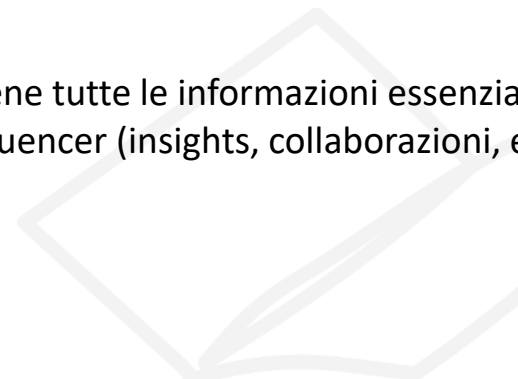 ene tutte le informazioni essenzia
uencer (insights, collaborazioni, e